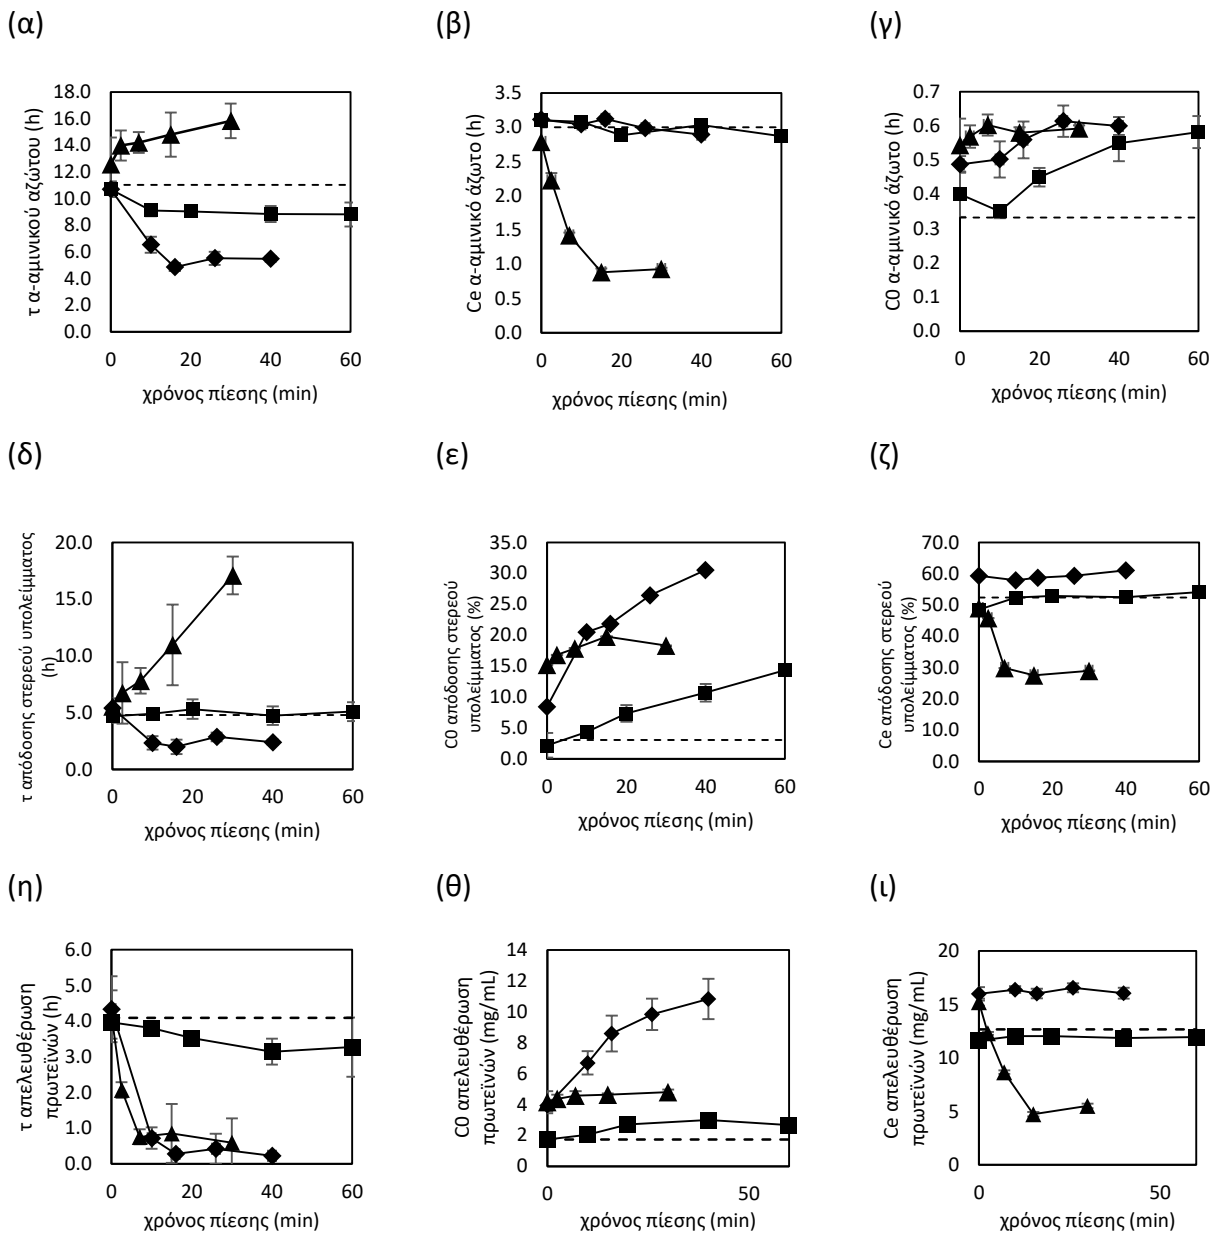 (α)
(β)
(γ)
τ α-αμινικού αζώτου (h)
18.0
16.0
14.0
12.0
10.0
8.0
6.0
4.0
2.0
0.0
0 20 40 60
χρόνος πίεσης (min)
Ce α-αμινικό άζωτο (h)
3.5
3.0
2.5
2.0
1.5
1.0
0.5
0.0
0 20 40 60
χρόνος πίεσης (min)
C0 α-αμινικό άζωτο (h)
0.7
0.6
0.5
0.4
0.3
0.2
0.1
0.0
0 20 40 60
χρόνος πίεσης (min)
(δ)
(ε)
(ζ)
τ απόδοσης στερεού υπολείμματος
(h)
20.0
15.0
10.0
5.0
0.0
0 20 40 60
χρόνος πίεσης (min)
C0 απόδοσης στερεού
υπολείμματος (%)
35.0
30.0
25.0
20.0
15.0
10.0
5.0
0.0
0 20 40 60
χρόνος πίεσης (min)
Ce απόδοσης στερεού
υπολείμματος (%)
70.0
60.0
50.0
40.0
30.0
20.0
10.0
0.0
0 20 40 60
χρόνος πίεσης (min)
(η)
(θ)
(ι)
τ απελευθέρωση
πρωτεϊνών (h)
6.0
5.0
4.0
3.0
2.0
1.0
0.0
0 20 40 60
χρόνος πίεσης (min)
C0 απελευθέρωση
πρωτεϊνών (mg/mL)
14
12
10
8
6
4
2
0
0 50
χρόνος πίεσης (min)
Ce απελευθέρωση
πρωτεϊνών (mg/mL)
20
15
10
5
0
0 50
χρόνος πίεσης (min)